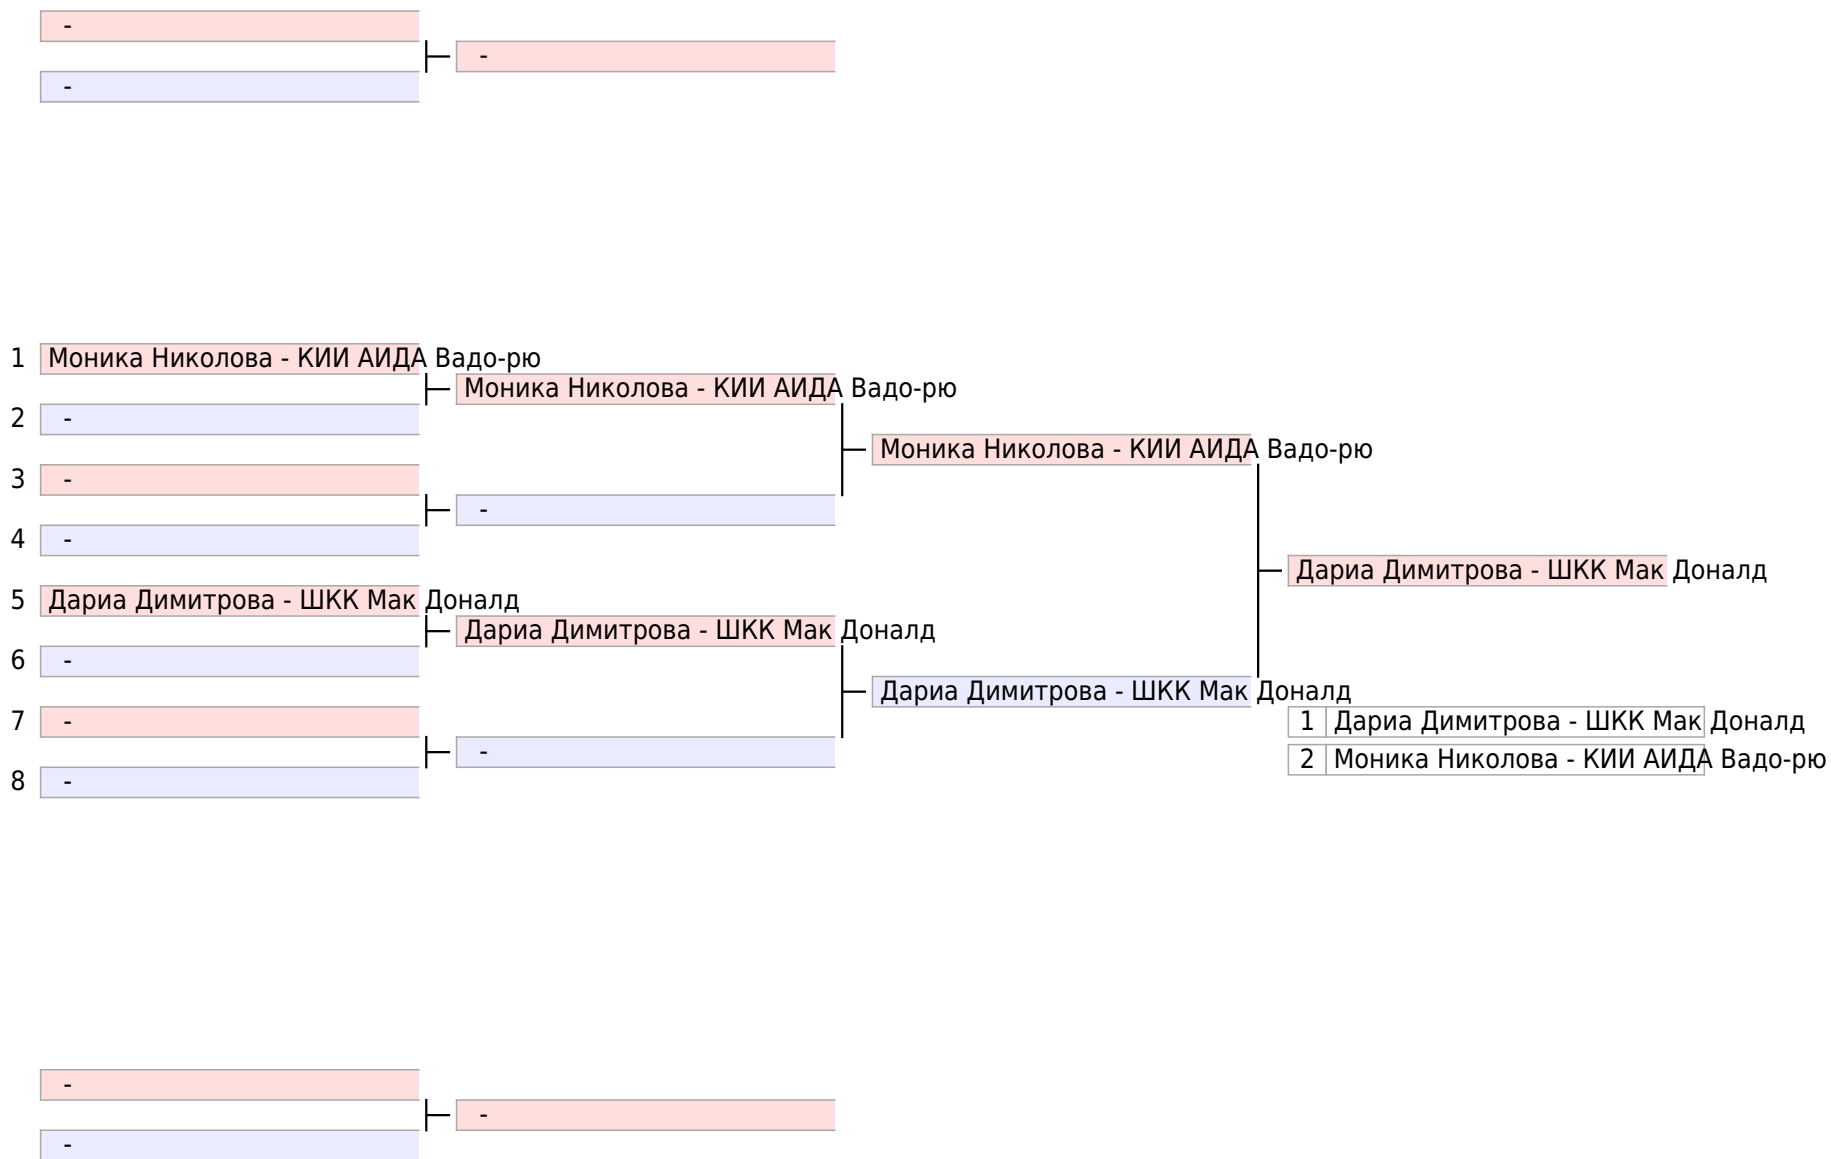 -
-
-
1 Моника Николова - КИИ АИДА Вадо-рю
Моника Николова - КИИ АИДА Вадо-рю
2 -
Моника Николова - КИИ АИДА Вадо-рю
3 -
-
4 -
Дариа Димитрова - ШКК Мак Доналд
5 Дариа Димитрова - ШКК Мак Доналд
Дариа Димитрова - ШКК Мак Доналд
6 -
Дариа Димитрова - ШКК Мак Доналд
7 -
1 Дариа Димитрова - ШКК Мак Доналд
-
2 Моника Николова - КИИ АИДА Вадо-рю
8 -
-
-
-